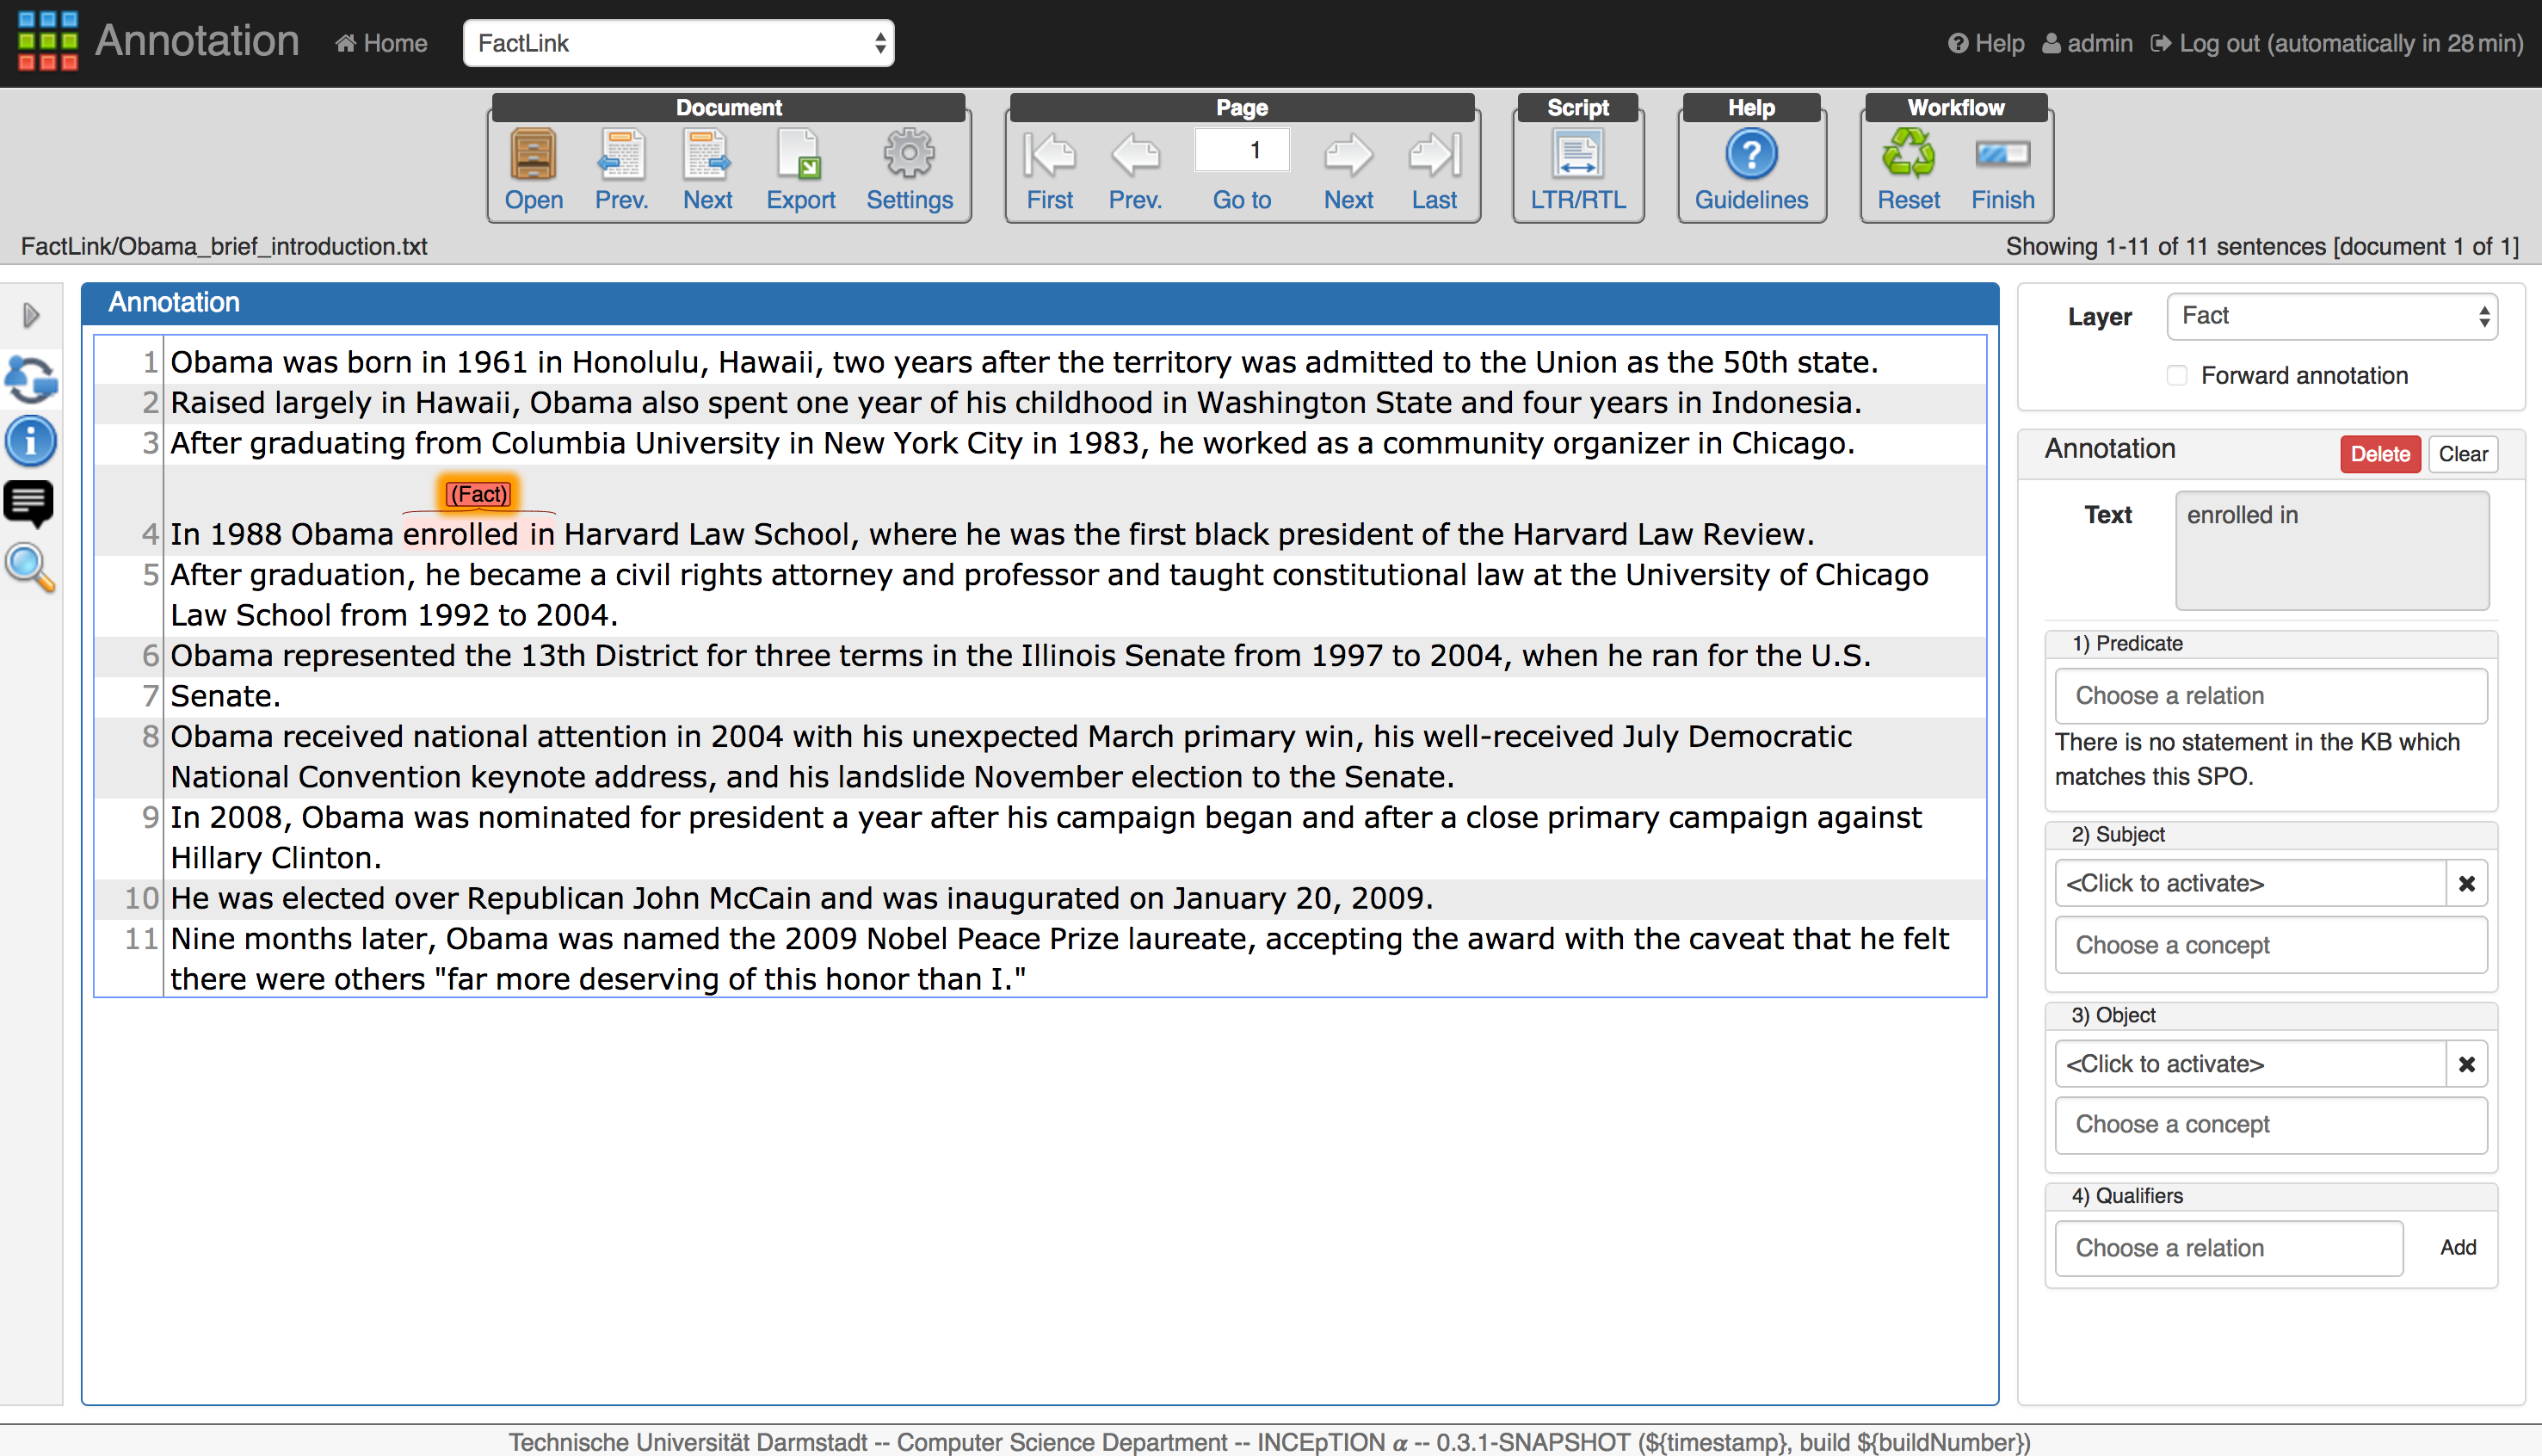 Annotation Home FactLink Help admin Log out (automatically in 28 min)
Document Page Script Help Workflow
1
Open Prev. Next Export Settings First Prev. Go to Next Last LTR/RTL Guidelines Reset Finish
FactLink/Obama_brief_introduction.txt Showing 1-11 of 11 sentences [document 1 of 1]
Annotation
1 Obama was born in 1961 in Honolulu, Hawaii, two years after the territory was admitted to the Union as the 50th state.
2 Raised largely in Hawaii, Obama also spent one year of his childhood in Washington State and four years in Indonesia.
3 After graduating from Columbia University in New York City in 1983, he worked as a community organizer in Chicago.
(Fact)
4 In 1988 Obama enrolled in Harvard Law School, where he was the first black president of the Harvard Law Review.
5 After graduation, he became a civil rights attorney and professor and taught constitutional law at the University of Chicago
Law School from 1992 to 2004.
6 Obama represented the 13th District for three terms in the Illinois Senate from 1997 to 2004, when he ran for the U.S.
7 Senate.
8 Obama received national attention in 2004 with his unexpected March primary win, his well-received July Democratic
National Convention keynote address, and his landslide November election to the Senate.
9 In 2008, Obama was nominated for president a year after his campaign began and after a close primary campaign against
Hillary Clinton.
10 He was elected over Republican John McCain and was inaugurated on January 20, 2009.
11 Nine months later, Obama was named the 2009 Nobel Peace Prize laureate, accepting the award with the caveat that he felt
there were others "far more deserving of this honor than I."
Layer Fact
Forward annotation
Annotation Delete Clear
Text enrolled in
1) Predicate
Choose a relation
There is no statement in the KB which
matches this SPO.
2) Subject
<Click to activate>
Choose a concept
3) Object
<Click to activate>
Choose a concept
4) Qualifiers
Choose a relation Add
Technische Universität Darmstadt -- Computer Science Department -- INCEpTION α -- 0.3.1-SNAPSHOT (${timestamp}, build ${buildNumber})